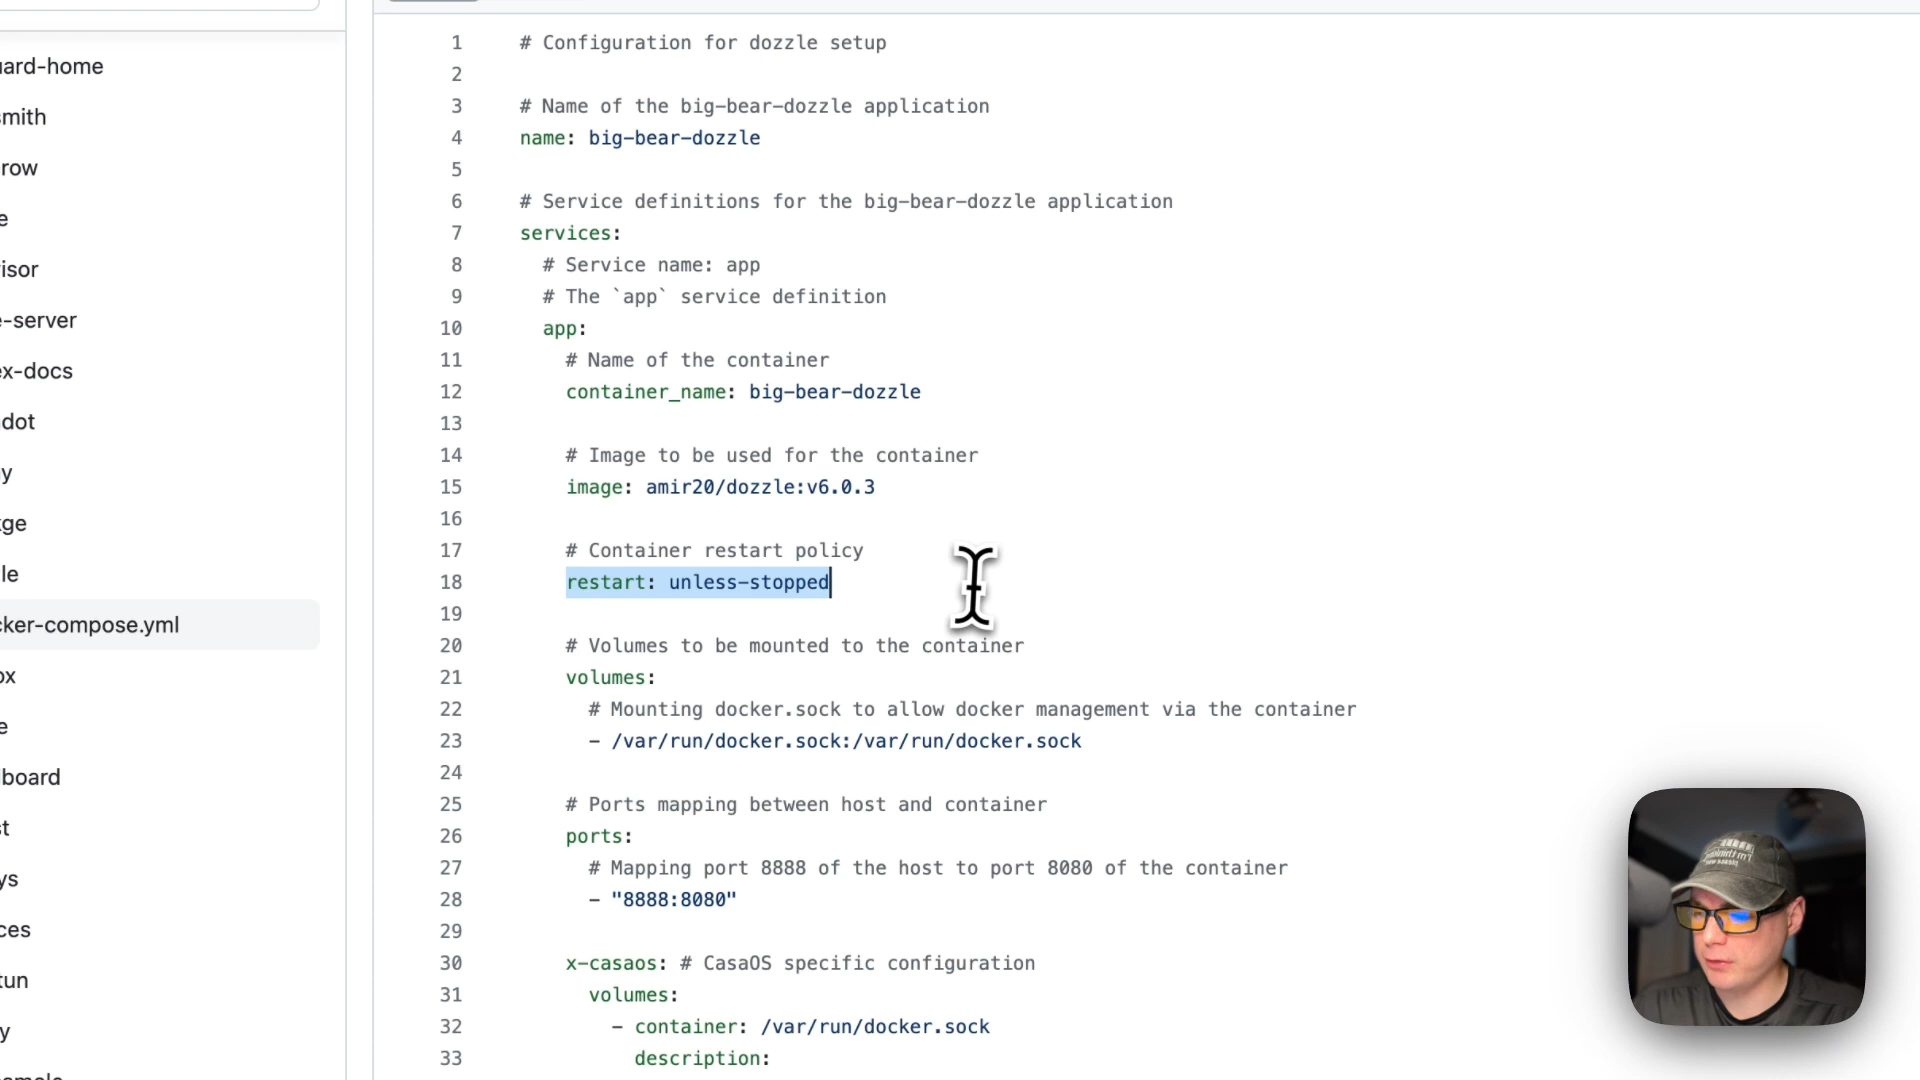 uard-home
smith
row
e
isor
e-server
ex-docs
dot
y
ge
le
cker-compose.yml
ox
e
board
t
ys
ces
tun
y
1 # Configuration for dozzle setup
2
3 # Name of the big-bear-dozzle application
4 name: big-bear-dozzle
5
6 # Service definitions for the big-bear-dozzle application
7 services:
8 # Service name: app
9 # The `app` service definition
10 app:
11 # Name of the container
12 container_name: big-bear-dozzle
13
14 # Image to be used for the container
15 image: amir20/dozzle:v6.0.3
16
17 # Container restart policy
18 restart: unless-stopped
19
20 # Volumes to be mounted to the container
21 volumes:
22 # Mounting docker.sock to allow docker management via the container
23 - /var/run/docker.sock:/var/run/docker.sock
24
25 # Ports mapping between host and container
26 ports:
27 # Mapping port 8888 of the host to port 8080 of the container
28 - "8888:8080"
29
30 x-casaos: # CasaOS specific configuration
31 volumes:
32 - container: /var/run/docker.sock
33 description: